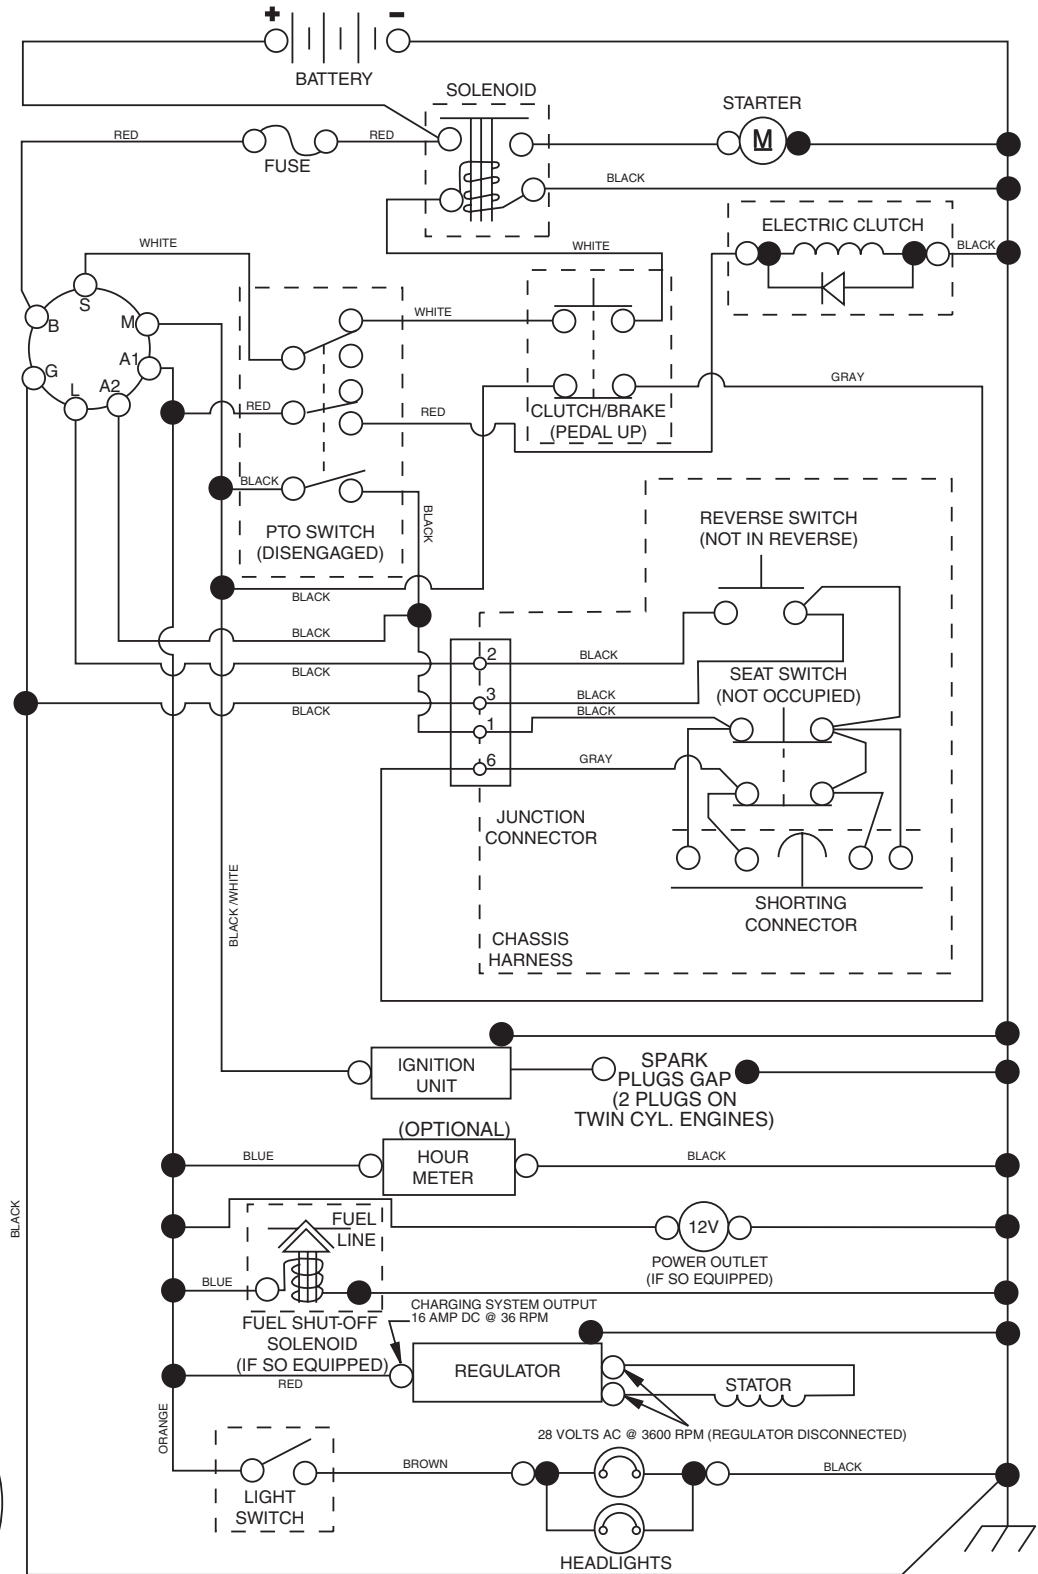 + -
BATTERY
SOLENOID
STARTER
RED
FUSE
RED
M
BLACK
ELECTRIC CLUTCH
WHITE
WHITE
BLACK
S
B
M
WHITE
A1
G
A2
L
GRAY
RED
RED
CLUTCH/BRAKE
(PEDAL UP)
BLACK
PTO SWITCH
(DISENGAGED)
BLACK
REVERSE SWITCH
(NOT IN REVERSE)
BLACK
BLACK
2
BLACK
BLACK
SEAT SWITCH
(NOT OCCUPIED)
3
BLACK
BLACK
BLACK
1
6
GRAY
JUNCTION
CONNECTOR
BLACK /WHITE
SHORTING
CONNECTOR
CHASSIS
HARNESS
IGNITION
UNIT
SPARK
PLUGS GAP
(2 PLUGS ON
TWIN CYL. ENGINES)
(OPTIONAL)
HOUR
METER
BLUE
BLACK
BLACK
FUEL
LINE
12V
POWER OUTLET
(IF SO EQUIPPED)
BLUE
CHARGING SYSTEM OUTPUT
16 AMP DC @ 36 RPM
FUEL SHUT-OFF
SOLENOID
(IF SO EQUIPPED)
RED
REGULATOR
STATOR
28 VOLTS AC @ 3600 RPM (REGULATOR DISCONNECTED)
ORANGE
BROWN
BLACK
LIGHT
SWITCH
HEADLIGHTS